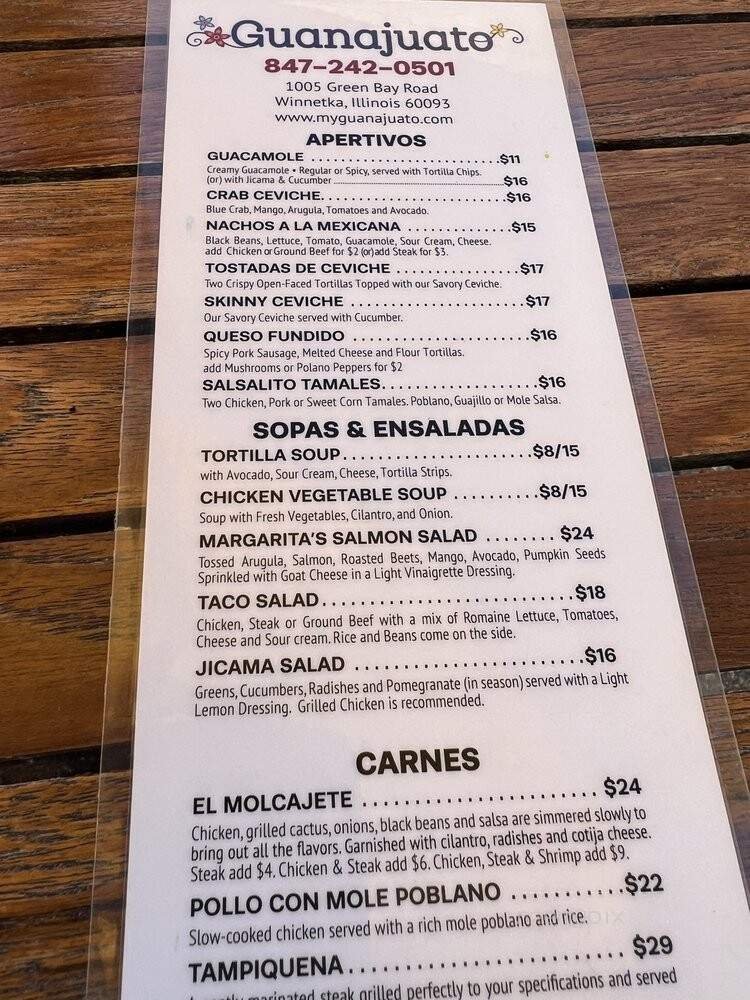 Guanajuato
847-242-0501
1005 Green Bay Road
Winnetka, Illinois 60093
www.myguanajuato.com
APERTIVOS
GUACAMOLE ..........................$11
Creamy Guacamole • Regular or Spicy, served with Tortilla Chips.
(or) with Jicama & Cucumber ..........................$16
CRAB CEVICHE..........................$16
Blue Crab, Mango, Arugula, Tomatoes and Avocado.
NACHOS A LA MEXICANA ..............$15
Black Beans, Lettuce, Tomato, Guacamole, Sour Cream, Cheese.
add Chicken or Ground Beef for $2 (or)add Steak for $3.
TOSTADAS DE CEVICHE ................$17
Two Crispy Open-Faced Tortillas Topped with our Savory Ceviche.
SKINNY CEVICHE .......................$17
Our Savory Ceviche served with Cucumber.
QUESO FUNDIDO .......................$16
Spicy Pork Sausage, Melted Cheese and Flour Tortillas.
add Mushrooms or Polano Peppers for $2
SALSALITO TAMALES...................$16
Two Chicken, Pork or Sweet Corn Tamales. Poblano, Guajillo or Mole Salsa.
SOPAS & ENSALADAS
TORTILLA SOUP.......................$8/15
with Avocado, Sour Cream, Cheese, Tortilla Strips.
CHICKEN VEGETABLE SOUP ..........$8/15
Soup with Fresh Vegetables, Cilantro, and Onion.
MARGARITA'S SALMON SALAD ........ $24
Tossed Arugula, Salmon, Roasted Beets, Mango, Avocado, Pumpkin Seeds
Sprinkled with Goat Cheese in a Light Vinaigrette Dressing.
TACO SALAD............................$18
Chicken, Steak or Ground Beef with a mix of Romaine Lettuce, Tomatoes,
Cheese and Sour cream. Rice and Beans come on the side.
JICAMA SALAD .........................$16
Greens, Cucumbers, Radishes and Pomegranate (in season) served with a Light
Lemon Dressing. Grilled Chicken is recommended.
CARNES
EL MOLCAJETE ....................... $24
Chicken, grilled cactus, onions, black beans and salsa are simmered slowly to
bring out all the flavors. Garnished with cilantro, radishes and cotija cheese.
Steak add $4. Chicken & Steak add $6. Chicken, Steak & Shrimp add $9.
POLLO CON MOLE POBLANO ...........$22
Slow-cooked chicken served with a rich mole poblano and rice.
TAMPIQUENA.......................... $29
marinated steak grilled perfectly to your specifications and served